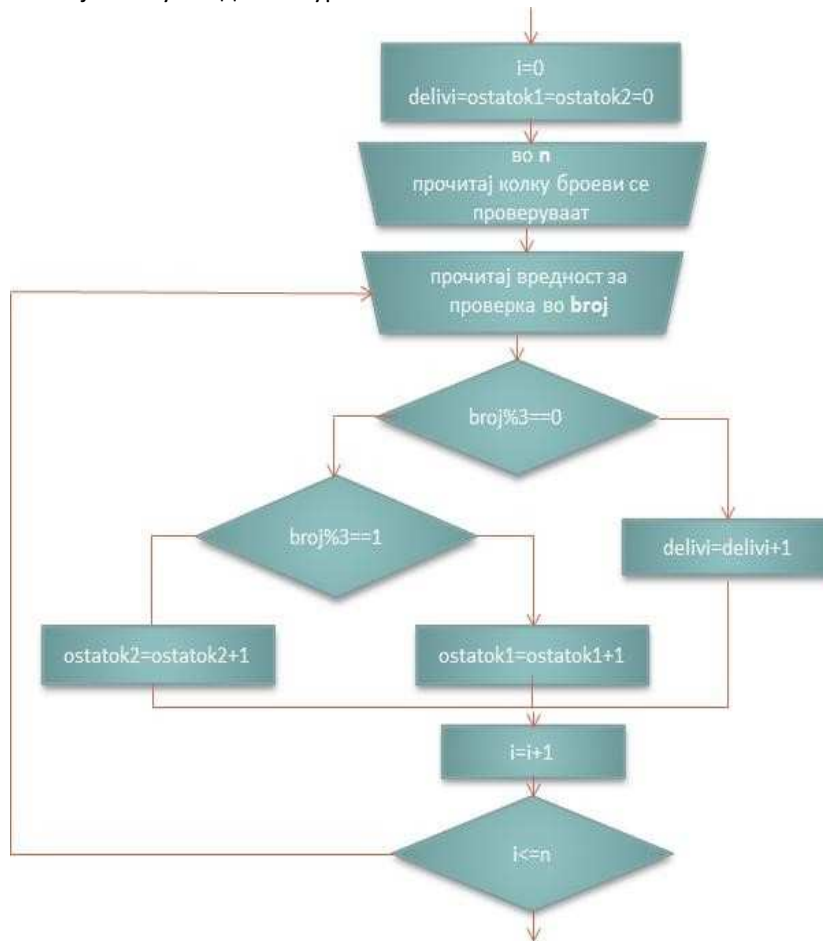 i=0
delivi=ostatok1=ostatok2=0
во n
прочитај колку броеви се
проверуваат
прочитај вредност за
проверка во broj
broj%3==0
broj%3==1
delivi=delivi+1
ostatok2=ostatok2+1
ostatok1=ostatok1+1
i=i+1
i<=n